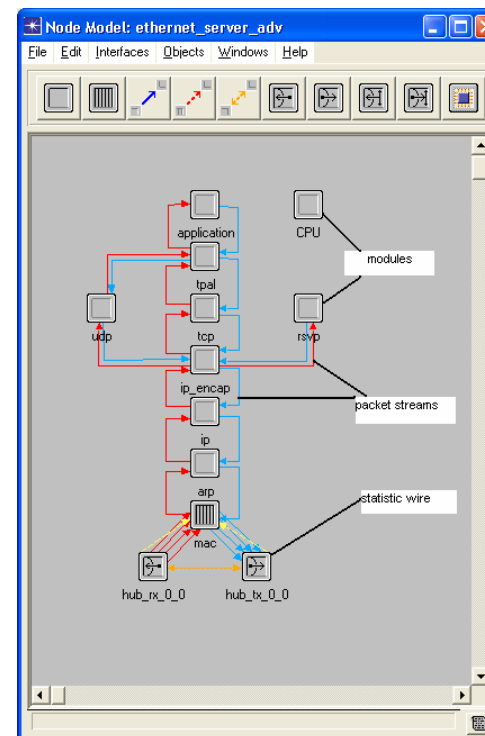 Node Model: ethernet_server_adv
File Edit Interfaces Objects Windows Help
application
CPU
modules
tpal
udp
tcp
rsvp
ip_encap
packet streams
ip
arp
statistic wire
mac
hub_rx_0_0
hub_tx_0_0